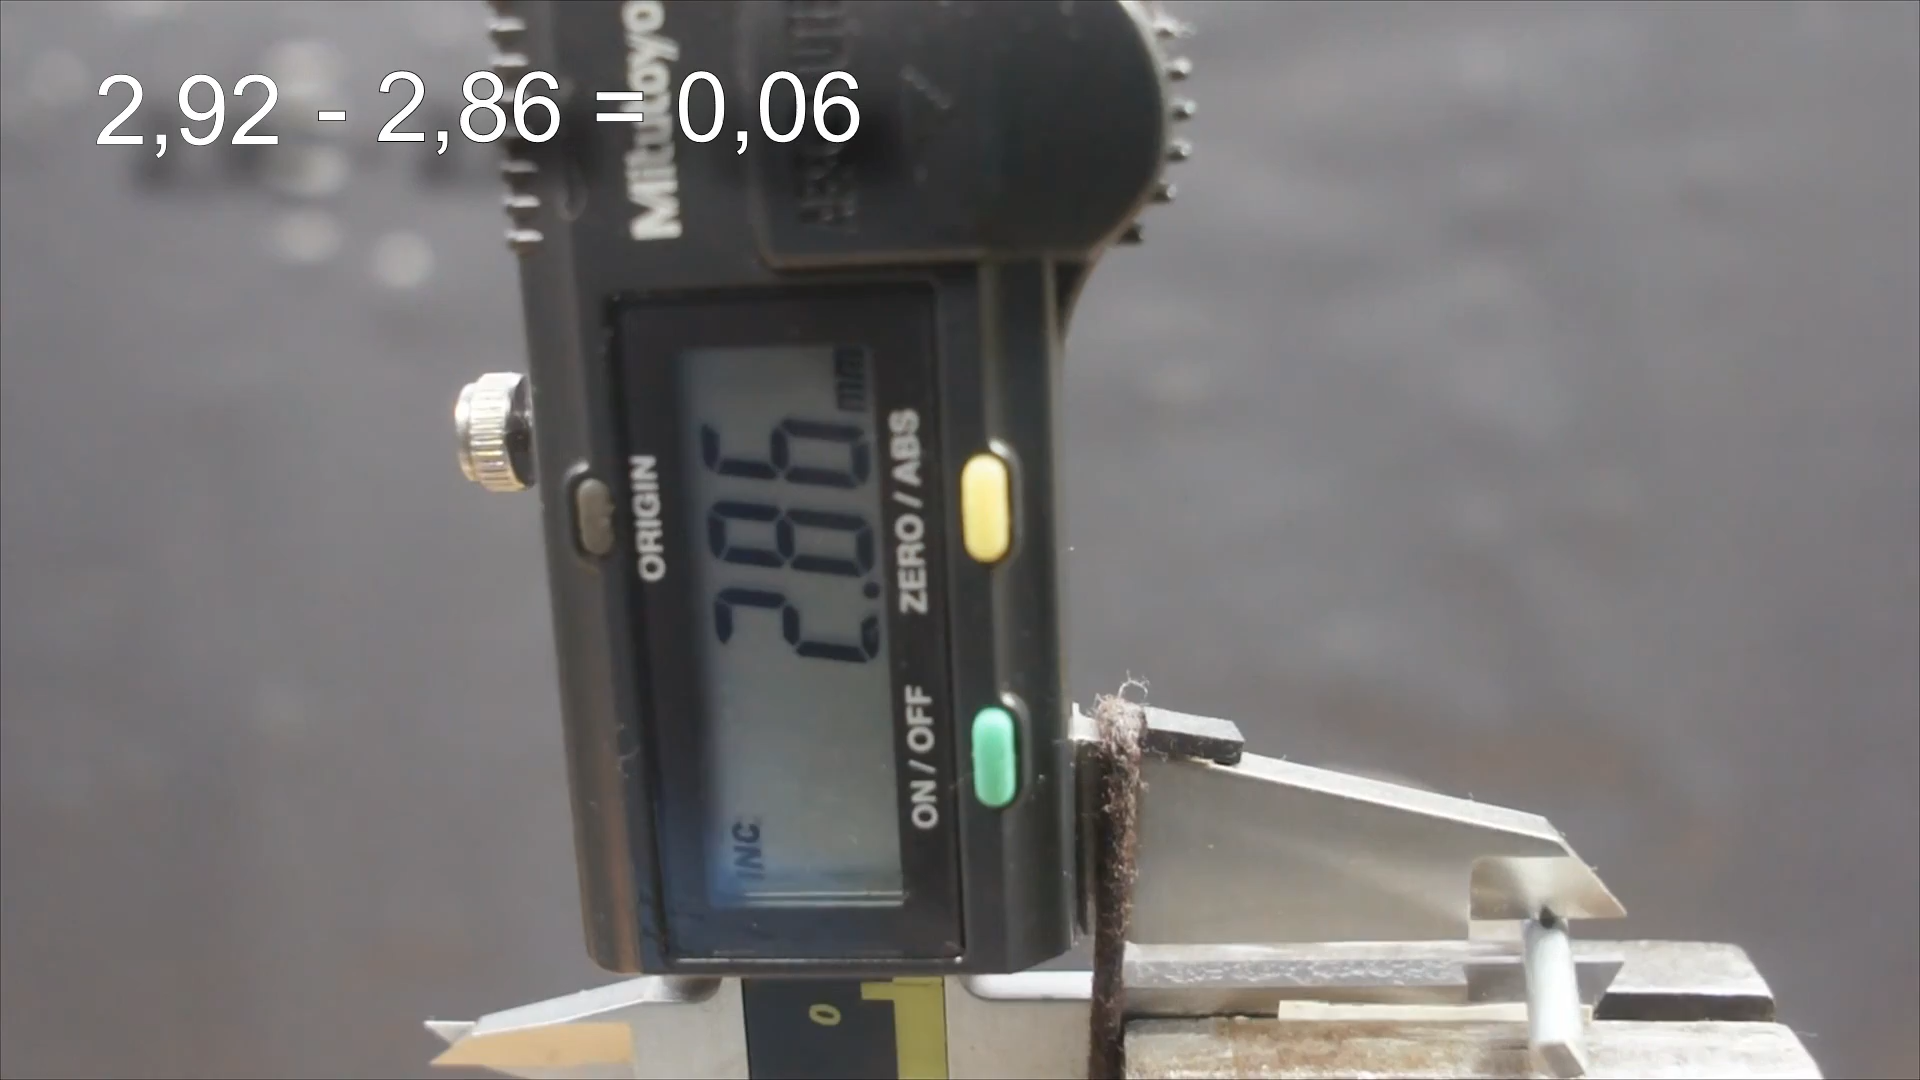 2,92 - 2,86 = 0,06
Mitutoyo
ORIGIN
2.86 mm
INC
ZERO / ABS
ON / OFF
0